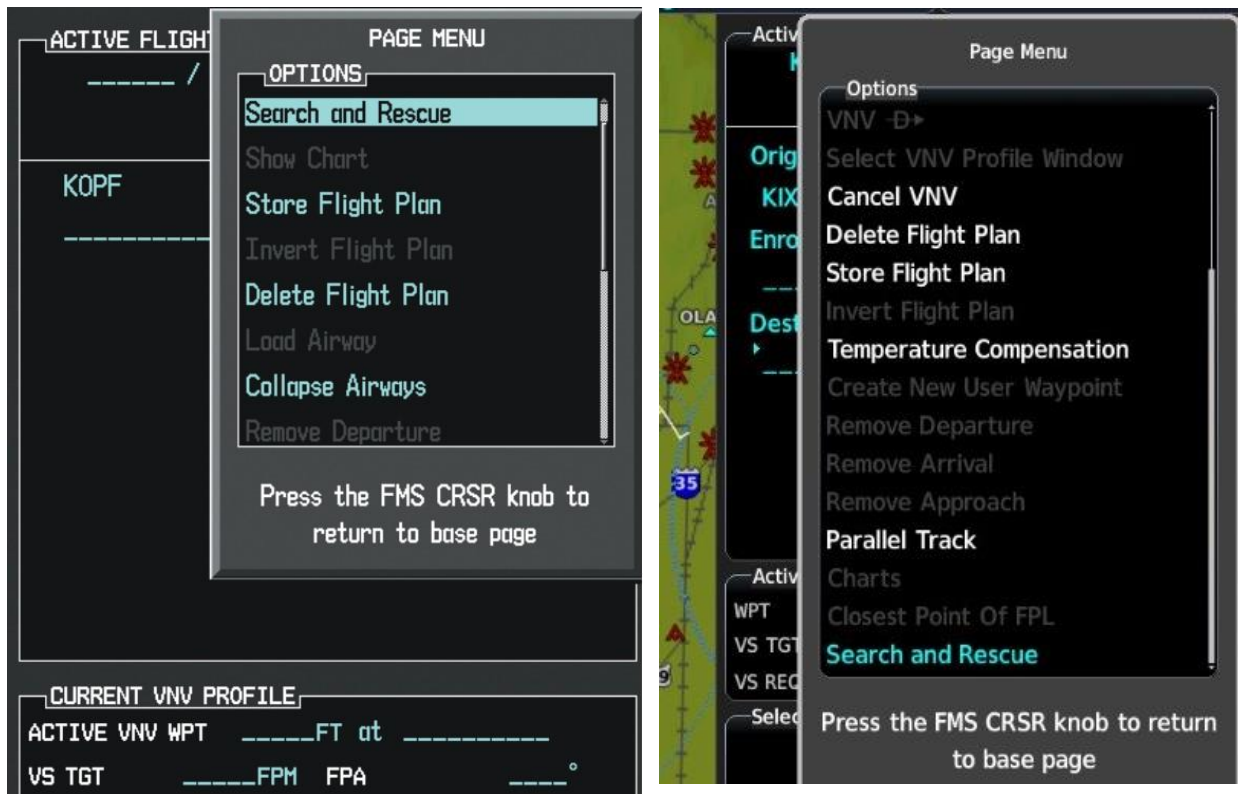 ACTIVE FLIGH
______ /
KOPF
PAGE MENU
OPTIONS
Search and Rescue
Show Chart
Store Flight Plan
Invert Flight Plan
Delete Flight Plan
Load Airway
Collapse Airways
Remove Departure
Press the FMS CRSR knob to
return to base page
CURRENT VNV PROFILE
ACTIVE VNV WPT _____FT at __________
VS TGT _____FPM FPA ____°
Activ
K
Orig
KIX
Enro
OLA
Dest
35
9
Activ
WPT
VS TGT
VS REQ
Selec
Page Menu
Options
VNV D
Select VNV Profile Window
Cancel VNV
Delete Flight Plan
Store Flight Plan
Invert Flight Plan
Temperature Compensation
Create New User Waypoint
Remove Departure
Remove Arrival
Remove Approach
Parallel Track
Charts
Closest Point Of FPL
Search and Rescue
Press the FMS CRSR knob to return
to base page